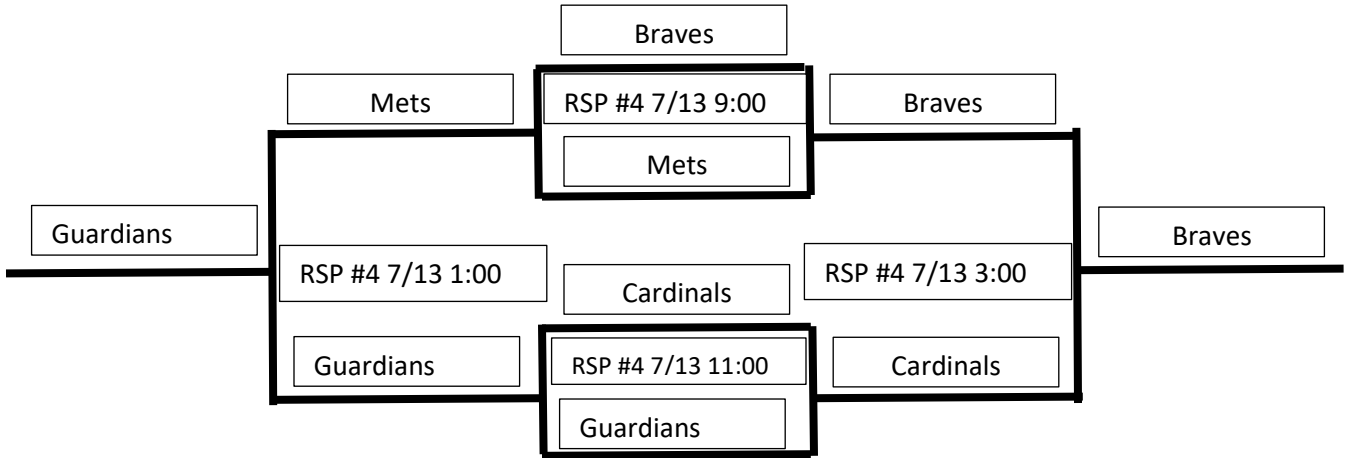 Braves
Mets
RSP #4 7/13 9:00
Braves
Mets
Guardians
Braves
RSP #4 7/13 1:00
Cardinals
RSP #4 7/13 3:00
Guardians
RSP #4 7/13 11:00
Cardinals
Guardians